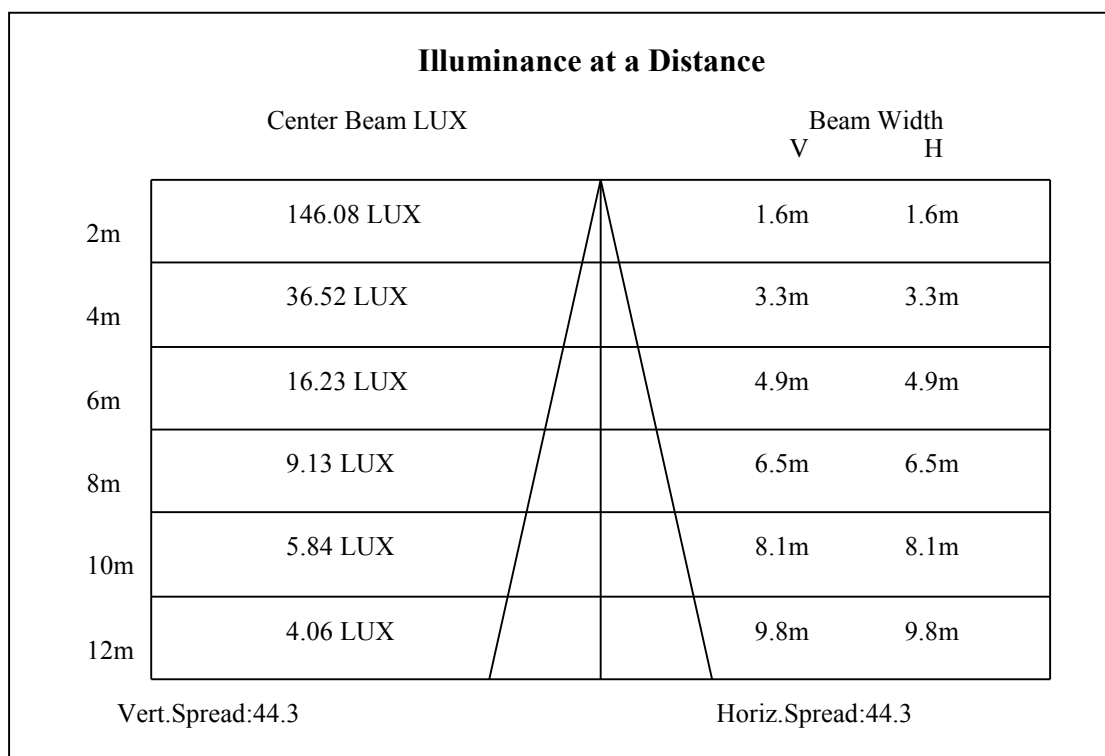 Illuminance at a Distance
Center Beam LUX Beam Width
V H
146.08 LUX 1.6m 1.6m
2m
36.52 LUX 3.3m 3.3m
4m
16.23 LUX 4.9m 4.9m
6m
9.13 LUX 6.5m 6.5m
8m
5.84 LUX 8.1m 8.1m
10m
4.06 LUX 9.8m 9.8m
12m
Vert.Spread:44.3 Horiz.Spread:44.3